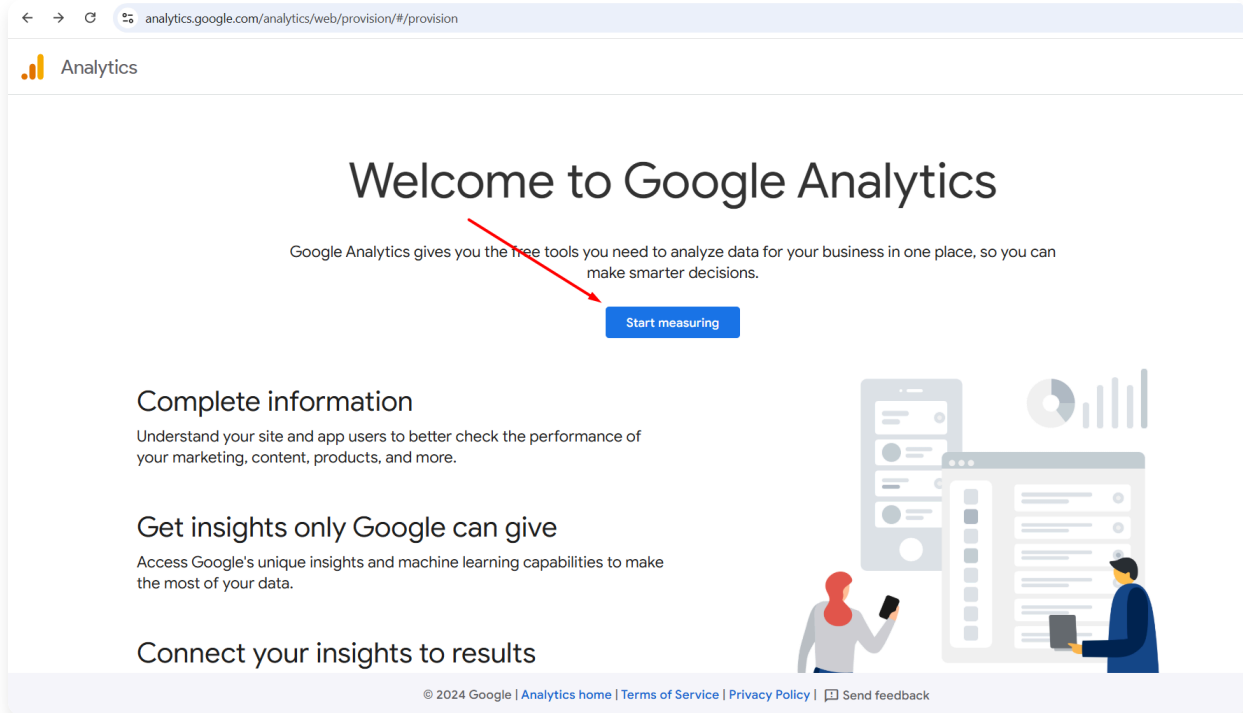 analytics.google.com/analytics/web/provision/#/provision
Analytics
Welcome to Google Analytics
Google Analytics gives you the free tools you need to analyze data for your business in one place, so you can
make smarter decisions.
Start measuring
Complete information
Understand your site and app users to better check the performance of
your marketing, content, products, and more.
Get insights only Google can give
Access Google's unique insights and machine learning capabilities to make
the most of your data.
Connect your insights to results
© 2024 Google | Analytics home | Terms of Service | Privacy Policy | Send feedback